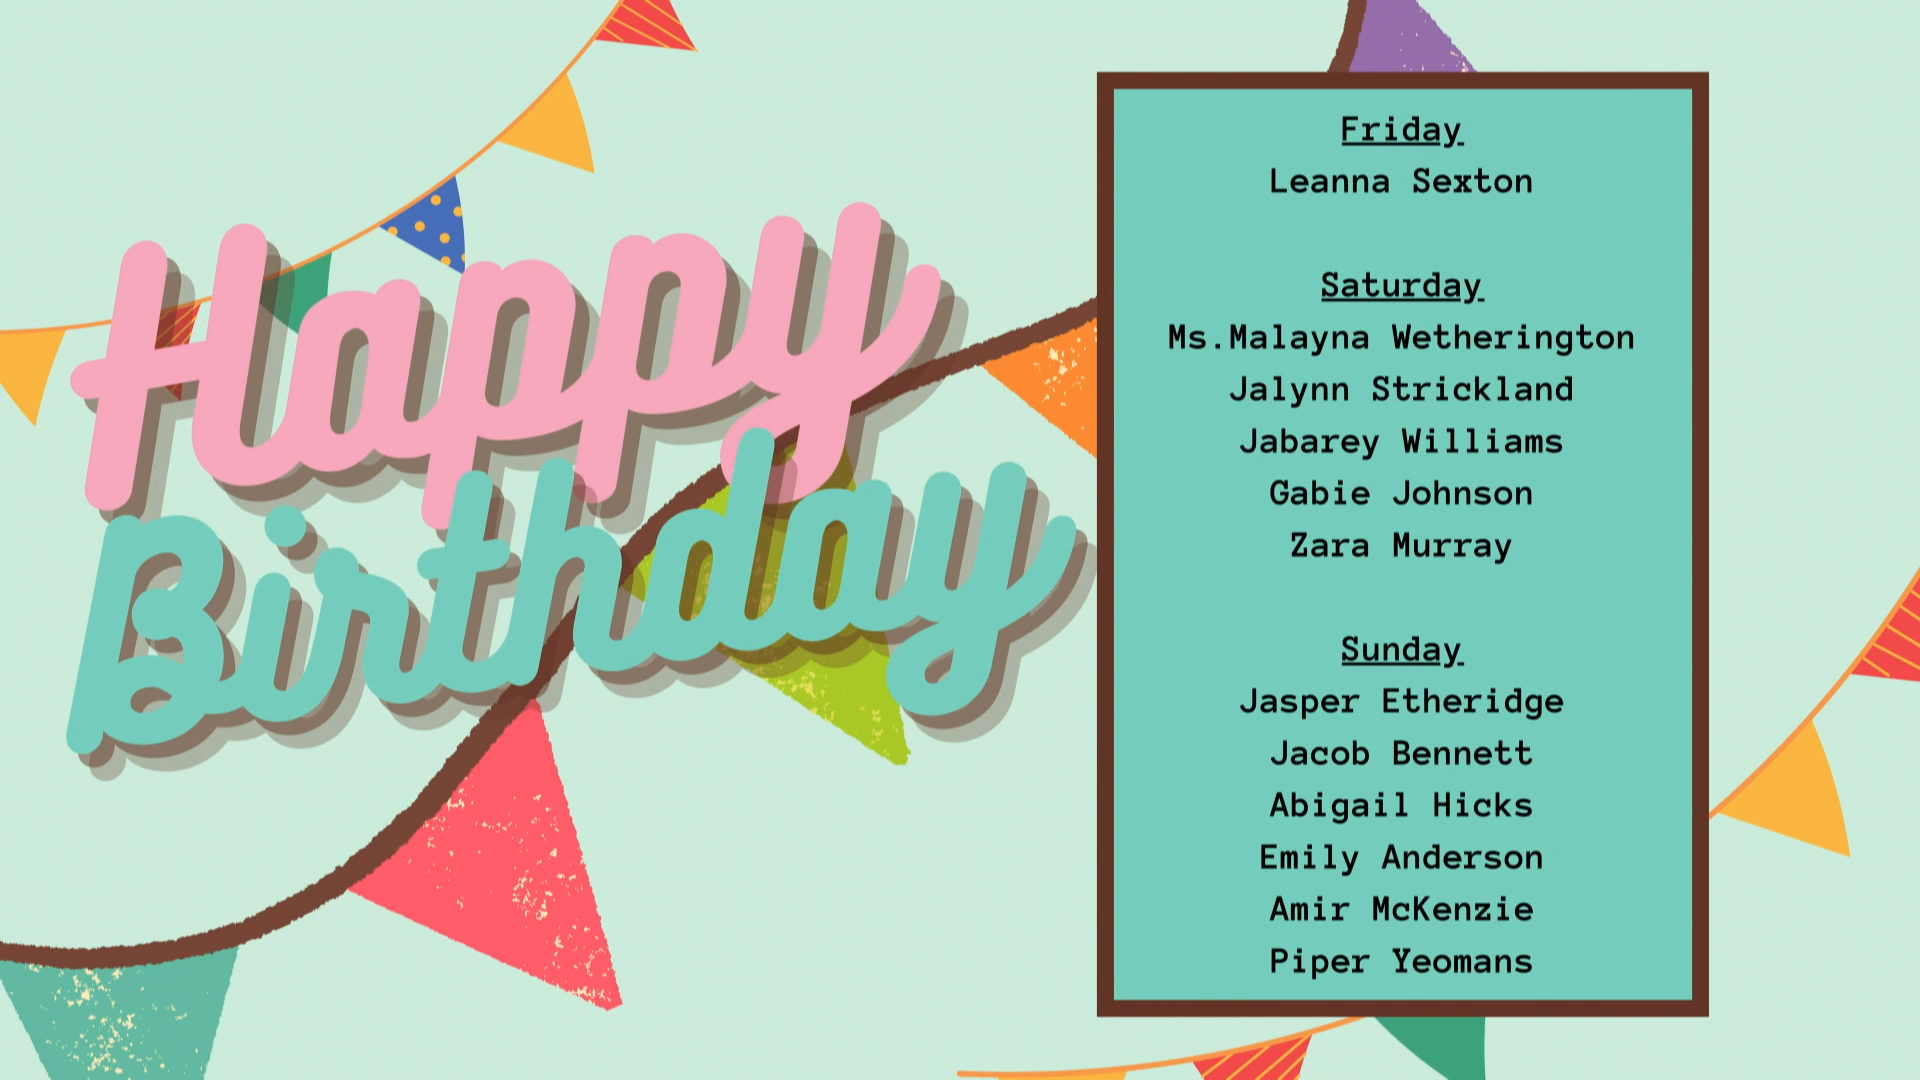 Happy
Birthday
Friday
Leanna Sexton
Saturday
Ms.Malayna Wetherington
Jalynn Strickland
Jabarey Williams
Gabie Johnson
Zara Murray
Sunday
Jasper Etheridge
Jacob Bennett
Abigail Hicks
Emily Anderson
Amir McKenzie
Piper Yeomans